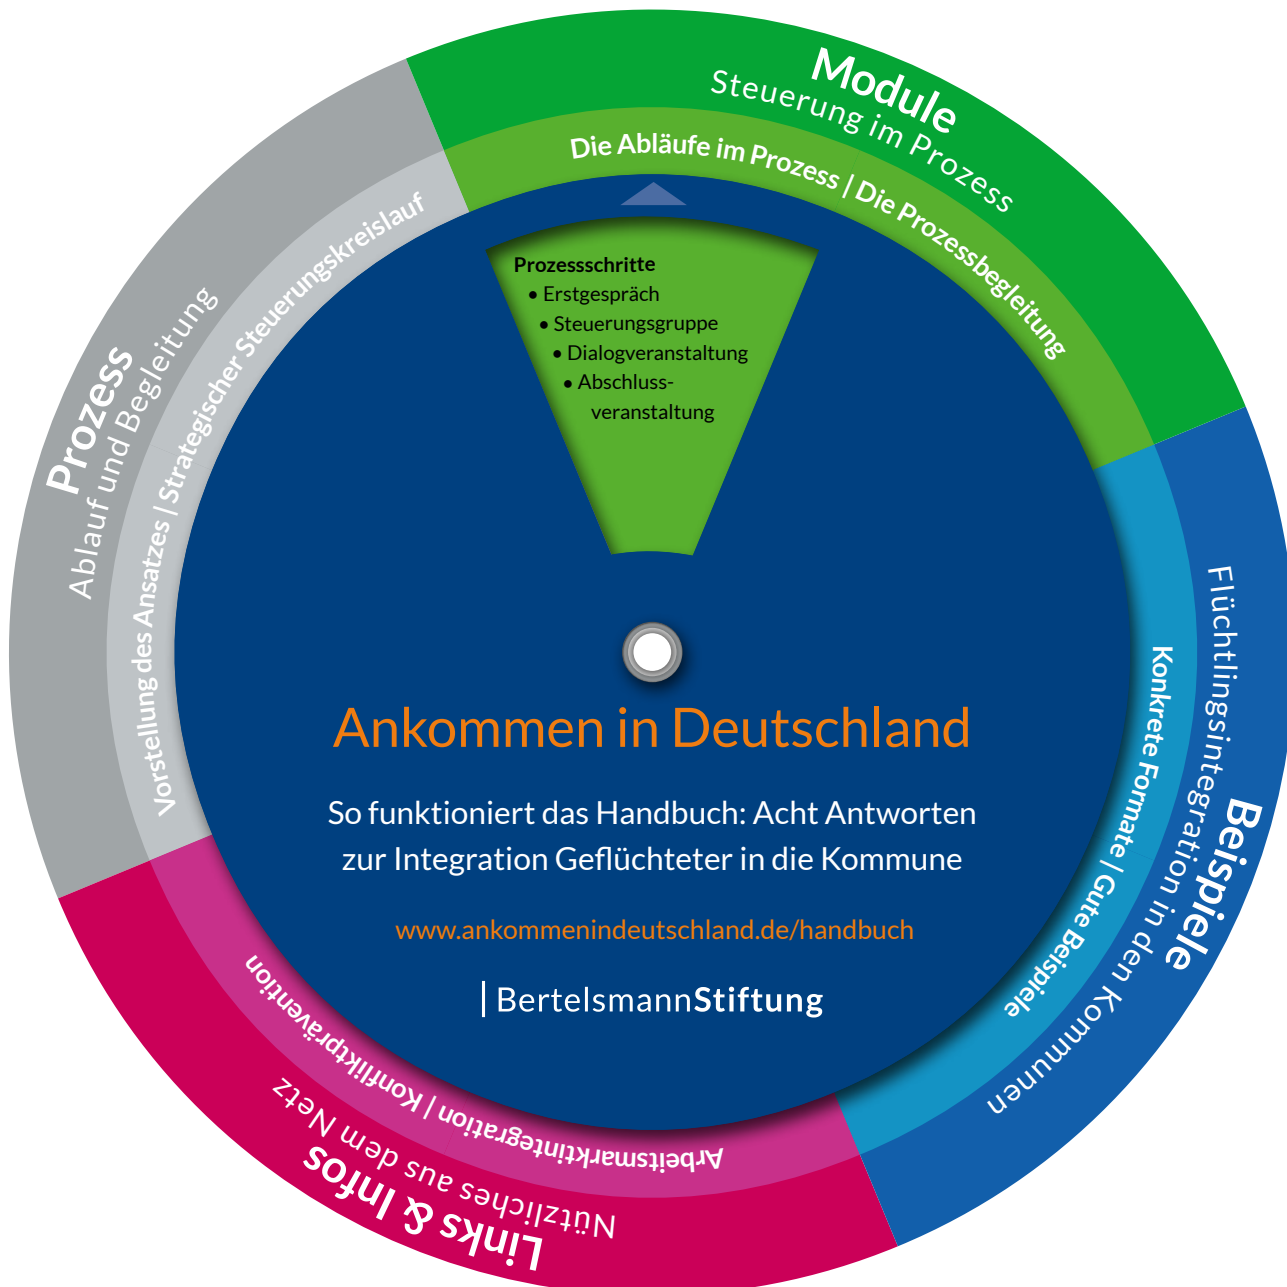 Module
Steuerung im Prozess
Die Abläufe im Prozess | Die Prozessbegleitung
Prozess
Ablauf und Begleitung
Vorstellung des Ansatzes | Strategischer Steuerungskreislauf
Prozessschritte
• Erstgespräch
• Steuerungsgruppe
• Dialogveranstaltung
• Abschluss-
veranstaltung
Beispiele
Flüchtlingsintegration in den Kommunen
Konkrete Formate | Gute Beispiele
Ankommen in Deutschland
So funktioniert das Handbuch: Acht Antworten
zur Integration Geflüchteter in die Kommune
www.ankommenindeutschland.de/handbuch
| BertelsmannStiftung
Arbeitsmarktintegration | Konfliktprävention
Nützliches aus dem Netz
Links & Infos